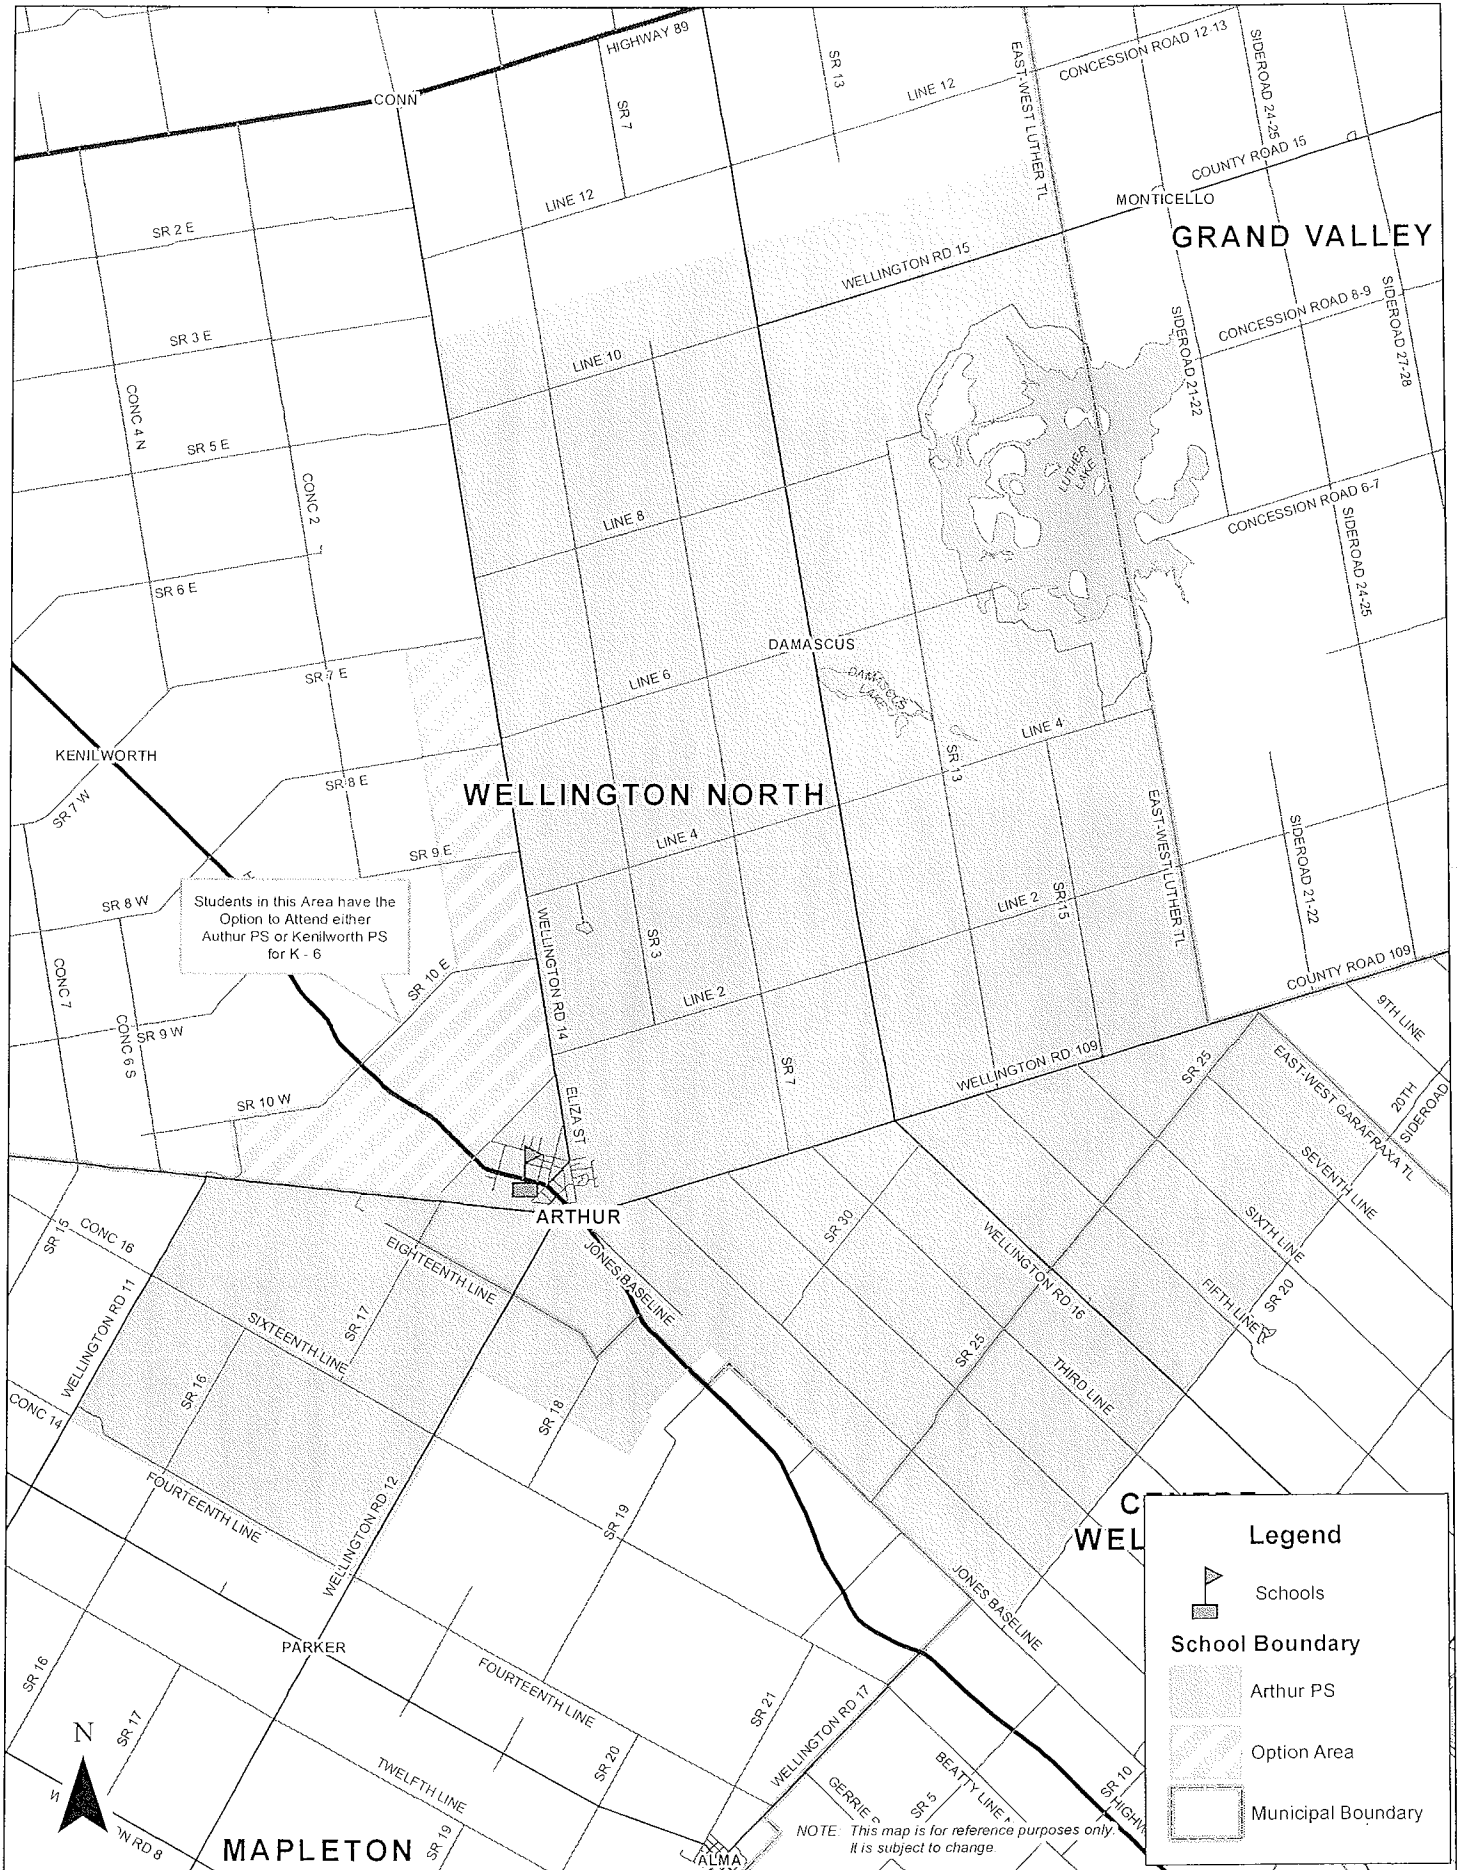 HIGHWAY 89
CONN
SR 7
SR 13
LINE 12
EAST-WEST LUTHER TL
CONCESSION ROAD 12-13
SIDEROAD 24-25
COUNTY ROAD 15
MONTICELLO
GRAND VALLEY
LINE 12
SR 2 E
WELLINGTON RD 15
SR 3 E
LINE 10
CONCESSION ROAD 8-9
SIDEROAD 21-22
SIDEROAD 27-28
CONC 4 N
SR 5 E
CONC 2
LINE 8
LUTHER
LAKE
CONCESSION ROAD 6-7
SIDEROAD 24-25
SR 6 E
DAMASCUS
SR 7 E
LINE 6
DAMASCUS
LAKE
LINE 4
KENILWORTH
SR 7 W
SR 8 E
WELLINGTON NORTH
SR 13
EAST-WEST LUTHER TL
LINE 4
SR 9 E
SIDEROAD 21-22
Students in this Area have the
Option to Attend either
Authur PS or Kenilworth PS
for K - 6
SR 8 W
LINE 2
SR 15
WELLINGTON RD 14
SR 3
CONC 7
SR 10 E
LINE 2
COUNTY ROAD 109
9TH LINE
CONC 6 S
SR 9 W
WELLINGTON RD 109
SR 7
SR 25
EAST-WEST GARAFRAXA TL
20TH
SIDEROAD
SR 10 W
ELIZA ST
SEVENTH LINE
ARTHUR
SR 15
CONC 16
EIGHTEENTH LINE
JONES BASELINE
SR 30
WELLINGTON RD 16
SIXTH LINE
FIFTH LINE
SR 20
WELLINGTON RD 11
SIXTEENTH LINE
SR 17
SR 16
SR 25
THIRD LINE
CONC 14
SR 18
FOURTEENTH LINE
WELLINGTON RD 12
SR 19
WEL
Legend
Schools
School Boundary
Arthur PS
Option Area
Municipal Boundary
JONES BASELINE
PARKER
SR 16
SR 17
FOURTEENTH LINE
SR 21
WELLINGTON RD 17
N
TWELFTH LINE
SR 20
BEATTY LINE N
GERRIE
SR 5
SR 10
ON RD 8
MAPLETON
SR 19
ALMA
NOTE: This map is for reference purposes only.
It is subject to change.